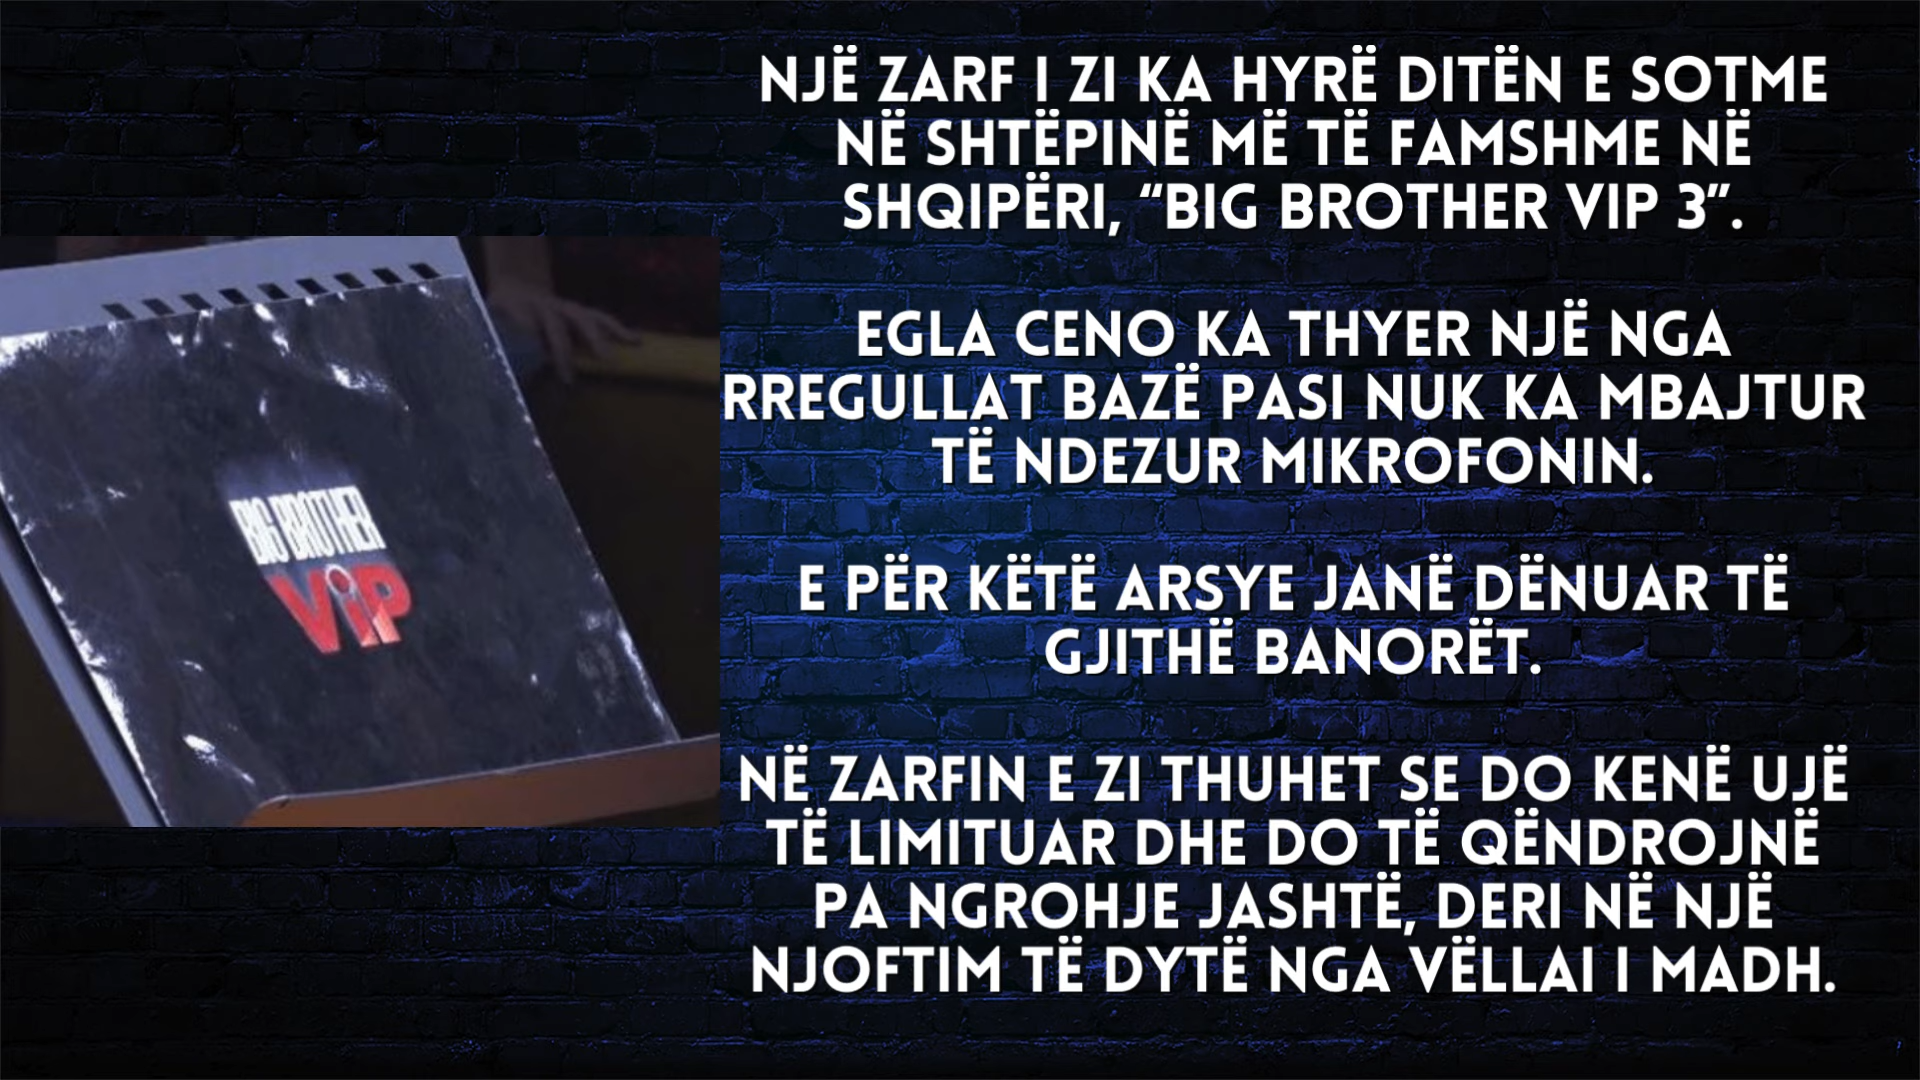 NJË ZARF I ZI KA HYRË DITËN E SOTME
NË SHTËPINË MË TË FAMSHME NË
SHQIPËRI, “BIG BROTHER VIP 3”.
EGLA CENO KA THYER NJË NGA
RREGULLAT BAZË PASI NUK KA MBAJTUR
TË NDEZUR MIKROFONIN.
E PËR KËTË ARSYE JANË DËNUAR TË
GJITHË BANORËT.
NË ZARFIN E ZI THUHET SE DO KENË UJË
TË LIMITUAR DHE DO TË QËNDROJNË
PA NGROHJE JASHTË, DERI NË NJË
NJOFTIM TË DYTË NGA VËLLAI I MADH.
BIG BROTHER
VIP